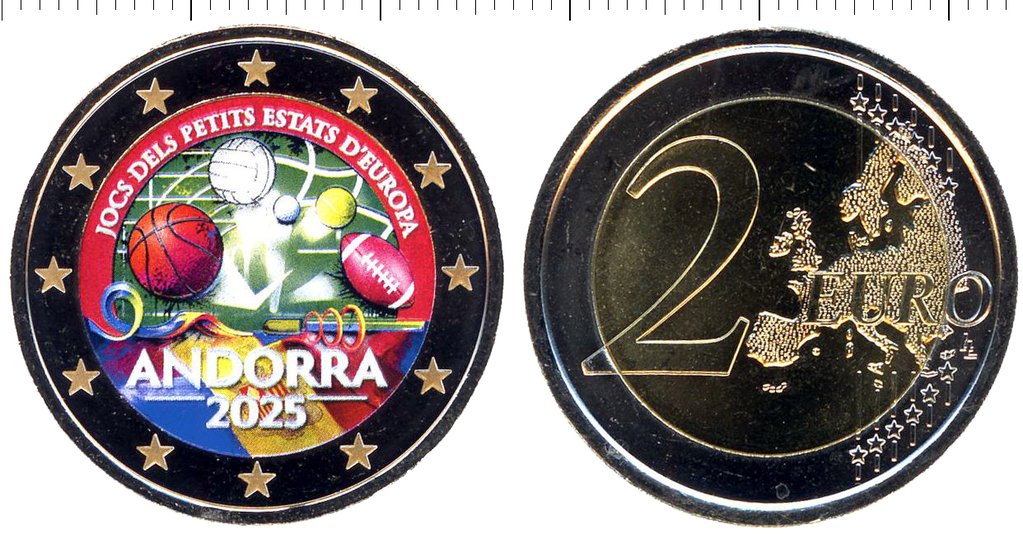 JOCS DELS PETITS ESTATS D'EUROPA
ANDORRA
2025
2 EURO